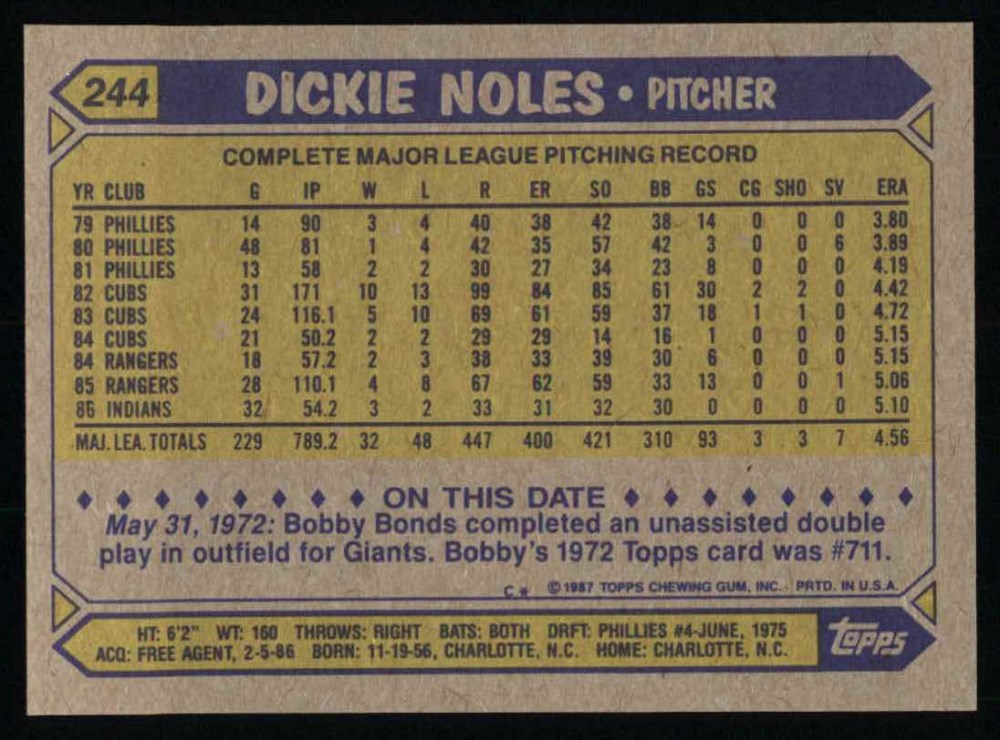 244 DICKIE NOLES • PITCHER
COMPLETE MAJOR LEAGUE PITCHING RECORD
YR CLUB G IP W L R ER SO BB GS CG SHO SV ERA
79 PHILLIES 14 90 3 4 40 38 42 38 14 0 0 0 3.80
80 PHILLIES 48 81 1 4 42 35 57 42 3 0 0 6 3.89
81 PHILLIES 13 58 2 2 30 27 34 23 8 0 0 0 4.19
82 CUBS 31 171 10 13 99 84 85 61 30 2 2 0 4.42
83 CUBS 24 116.1 5 10 69 61 59 37 18 1 1 0 4.72
84 CUBS 21 50.2 2 2 29 29 14 16 1 0 0 0 5.15
84 RANGERS 18 57.2 2 3 38 33 39 30 6 0 0 0 5.15
85 RANGERS 28 110.1 4 8 67 62 59 33 13 0 0 1 5.06
86 INDIANS 32 54.2 3 2 33 31 32 30 0 0 0 0 5.10
MAJ. LEA. TOTALS 229 789.2 32 48 447 400 421 310 93 3 3 7 4.56
♦ ♦ ♦ ♦ ♦ ♦ ♦ ♦ ON THIS DATE ♦ ♦ ♦ ♦ ♦ ♦ ♦ ♦
May 31, 1972: Bobby Bonds completed an unassisted double
play in outfield for Giants. Bobby's 1972 Topps card was #711.
C* © 1987 TOPPS CHEWING GUM, INC. PRTD. IN U.S.A.
HT: 6'2" WT: 160 THROWS: RIGHT BATS: BOTH DRFT: PHILLIES #4-JUNE, 1975
ACQ: FREE AGENT, 2-5-86 BORN: 11-19-56, CHARLOTTE, N.C. HOME: CHARLOTTE, N.C.
topps